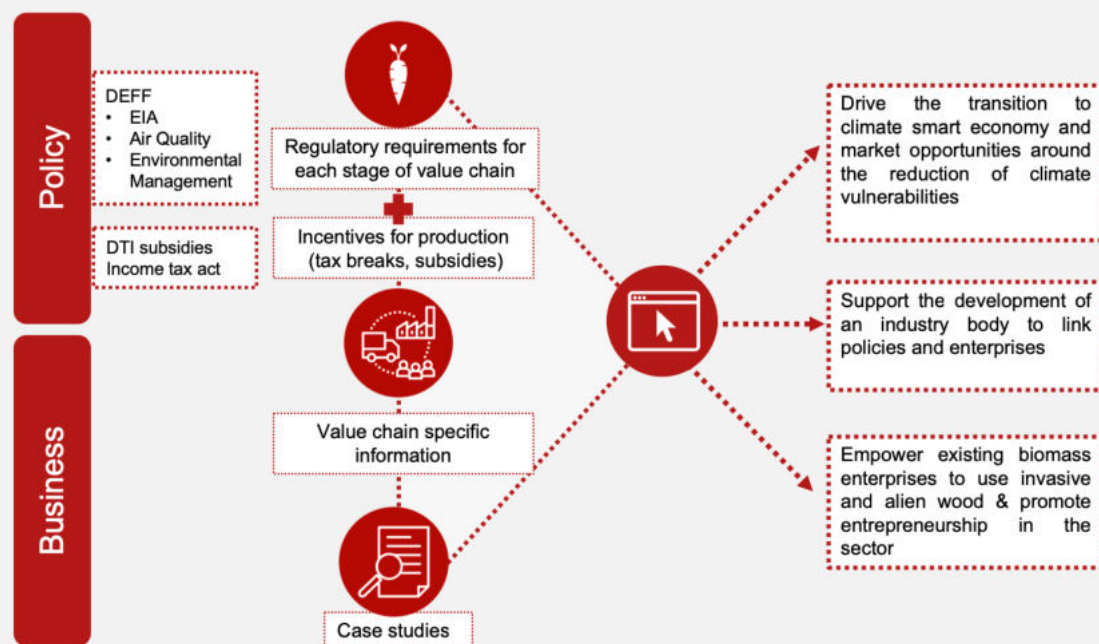 Policy
DEFF
• EIA
• Air Quality
• Environmental
Management
DTI subsidies
Income tax act
Regulatory requirements for
each stage of value chain
Incentives for production
(tax breaks, subsidies)
Business
Value chain specific
information
Case studies
Drive the transition to
climate smart economy and
market opportunities around
the reduction of climate
vulnerabilities
Support the development of
an industry body to link
policies and enterprises
Empower existing biomass
enterprises to use invasive
and alien wood & promote
entrepreneurship in the
sector